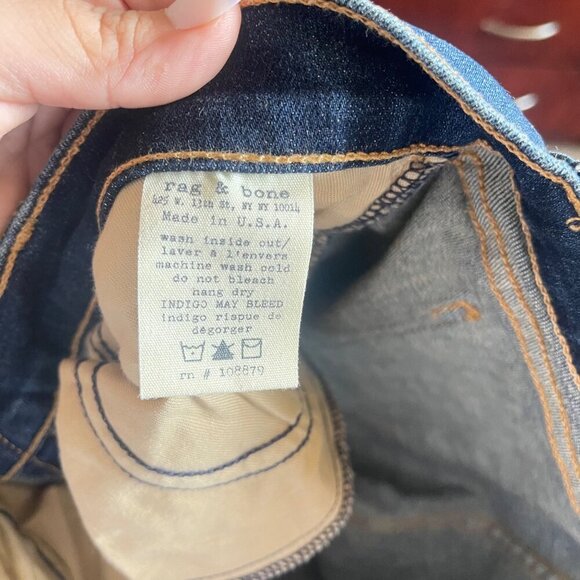 rag & bone
425 W. 13th St, NY NY 10014
Made in U.S.A.
wash inside out/
laver à l'envers
machine wash cold
do not bleach
hang dry
INDIGO MAY BLEED
indigo risque de
dégorger
rn # 108879